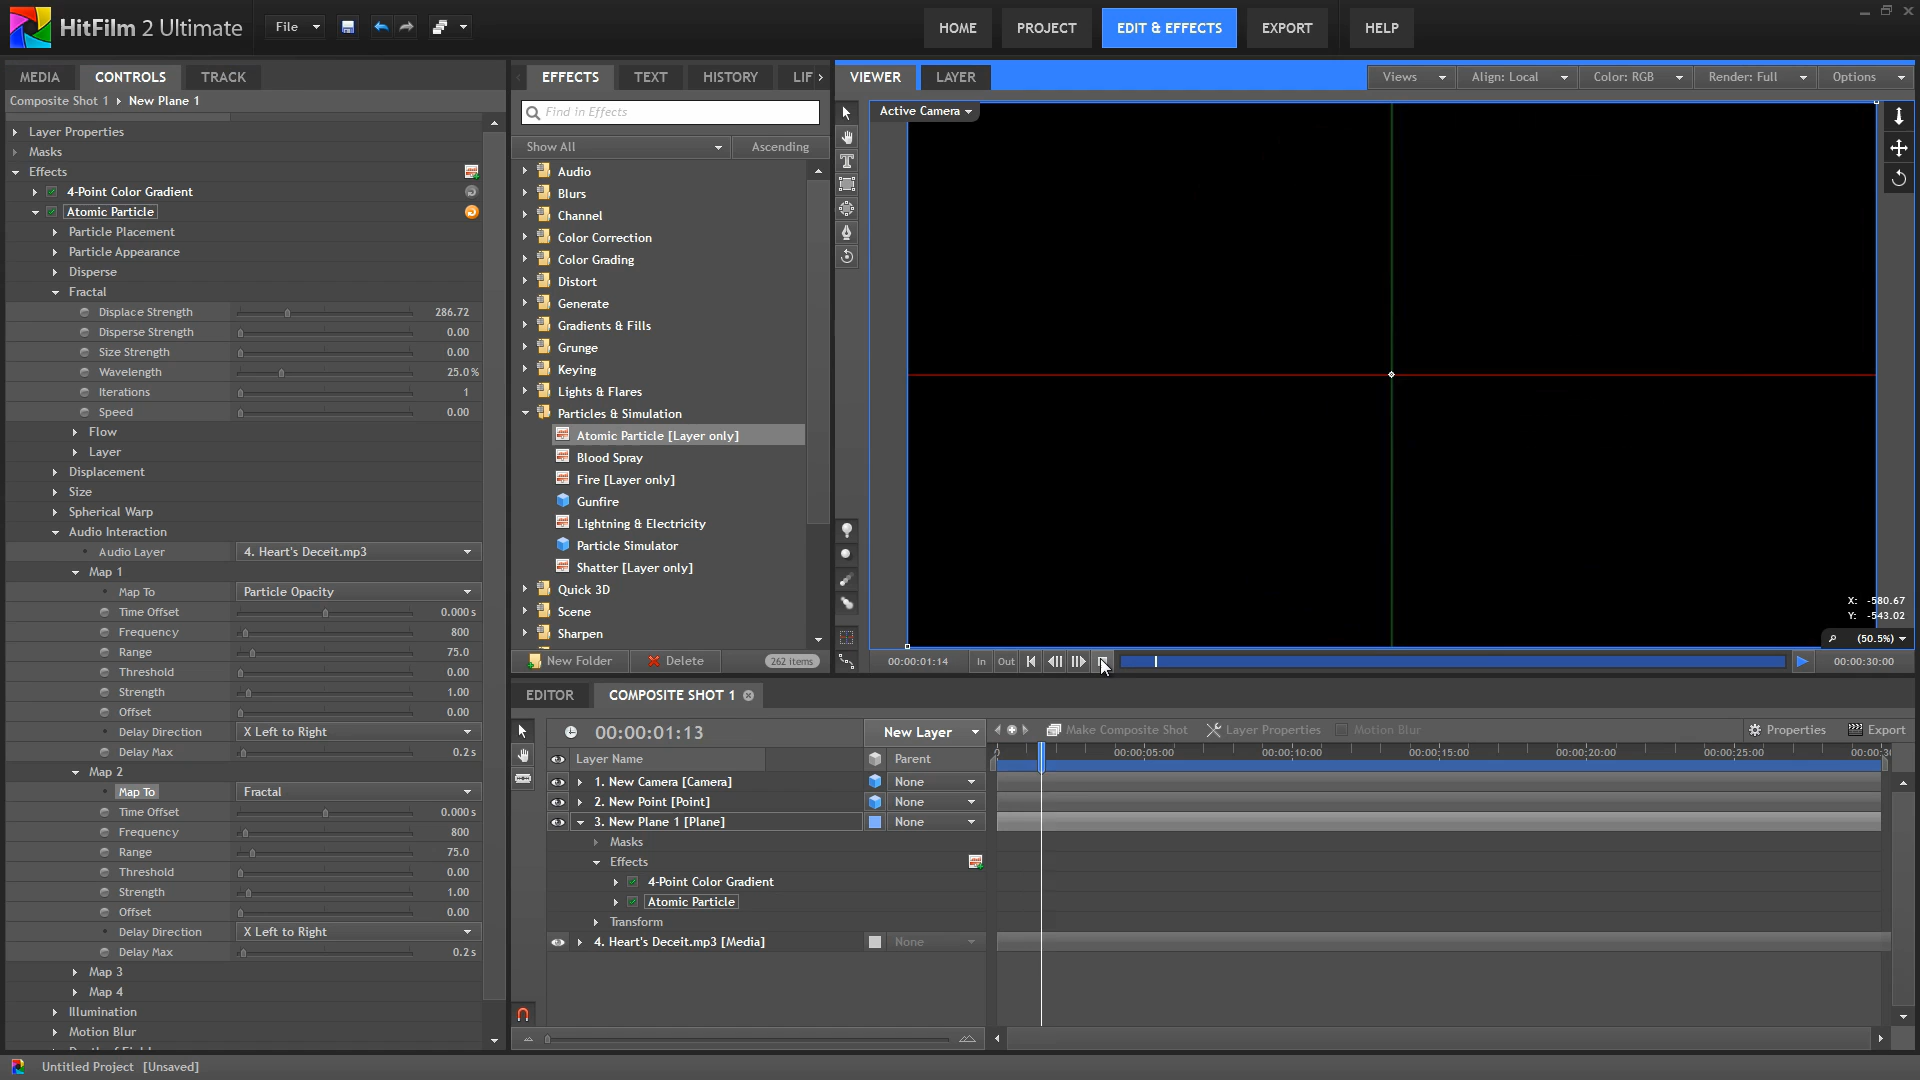 HitFilm 2 Ultimate
File
HOME
PROJECT
EDIT & EFFECTS
EXPORT
HELP
MEDIA
CONTROLS
TRACK
Composite Shot 1
New Plane 1
Layer Properties
Masks
Effects
4-Point Color Gradient
Atomic Particle
Particle Placement
Particle Appearance
Disperse
Fractal
Displace Strength 286.72
Disperse Strength 0.00
Size Strength 0.00
Wavelength 25.0%
Iterations 1
Speed 0.00
Flow
Layer
Displacement
Size
Spherical Warp
Audio Interaction
Audio Layer 4. Heart's Deceit.mp3
Map 1
Map To Particle Opacity
Time Offset 0.000s
Frequency 800
Range 75.0
Threshold 0.00
Strength 1.00
Offset 0.00
Delay Direction X Left to Right
Delay Max 0.2s
Map 2
Map To Fractal
Time Offset 0.000s
Frequency 800
Range 75.0
Threshold 0.00
Strength 1.00
Offset 0.00
Delay Direction X Left to Right
Delay Max 0.2s
Map 3
Map 4
Illumination
Motion Blur
EFFECTS
TEXT
HISTORY
LIF
Find in Effects
Show All
Ascending
Audio
Blurs
Channel
Color Correction
Color Grading
Distort
Generate
Gradients & Fills
Grunge
Keying
Lights & Flares
Particles & Simulation
Atomic Particle [Layer only]
Blood Spray
Fire [Layer only]
Gunfire
Lightning & Electricity
Particle Simulator
Shatter [Layer only]
Quick 3D
Scene
Sharpen
New Folder
Delete
262 items
VIEWER
LAYER
Views
Align: Local
Color: RGB
Render: Full
Options
Active Camera
X: -580.67
Y: -543.02
(50.5%)
00:00:01:14
In
Out
00:00:30:00
EDITOR
COMPOSITE SHOT 1
00:00:01:13
New Layer
Make Composite Shot
Layer Properties
Motion Blur
Properties
Export
Layer Name
Parent
00:00:05:00
00:00:10:00
00:00:15:00
00:00:20:00
00:00:25:00
00:00:3
1. New Camera [Camera] None
2. New Point [Point] None
3. New Plane 1 [Plane] None
Masks
Effects
4-Point Color Gradient
Atomic Particle
Transform
4. Heart's Deceit.mp3 [Media] None
Untitled Project [Unsaved]